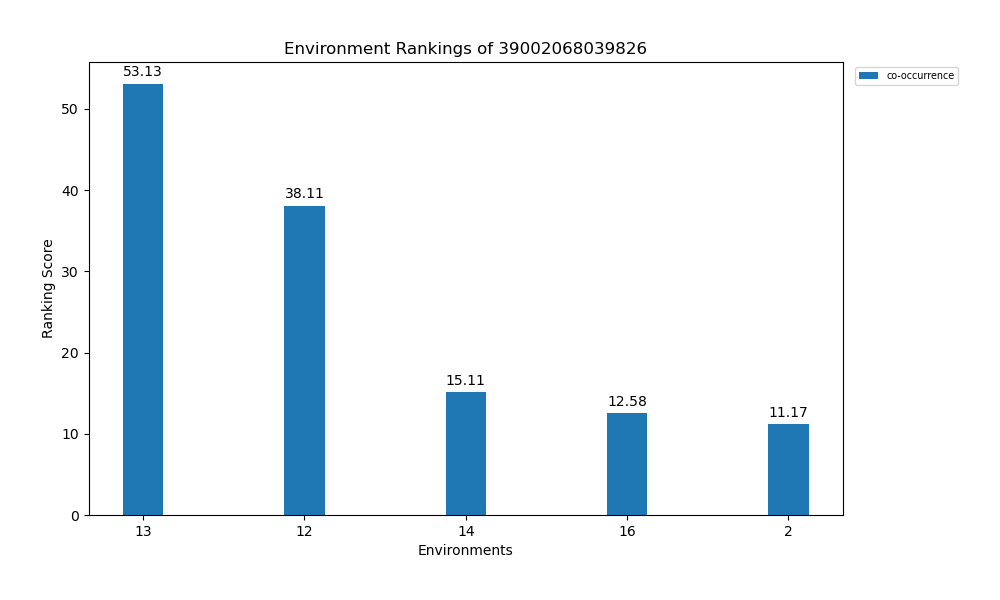 Environment Rankings of 39002068039826
co-occurrence
53.13
38.11
15.11
12.58
11.17
Ranking Score
50
40
30
20
10
0
13 12 14 16 2
Environments